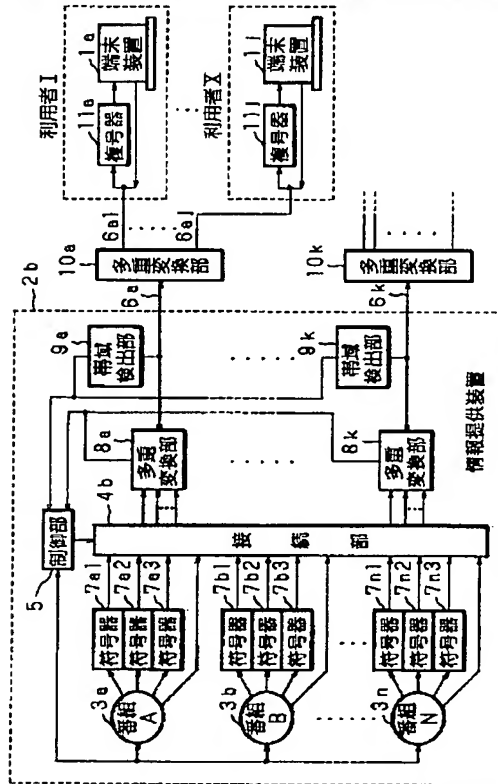 利用者I
1a
端末
装置
11a
復号器
利用者X
1j
端末
装置
11j
復号器
6a1
6aj
10a
多重変換部
6a
10k
多重変換部
6k
2b
9a
帯域
検出部
9k
帯域
検出部
8a
多重
変換部
8k
多重
変換部
情報提供装置
制御部
5
4b
接続部
7a1
符号器
7a2
符号器
7a3
符号器
7b1
符号器
7b2
符号器
7b3
符号器
7n1
符号器
7n2
符号器
7n3
符号器
3a
番組
A
3b
番組
B
3n
番組
N